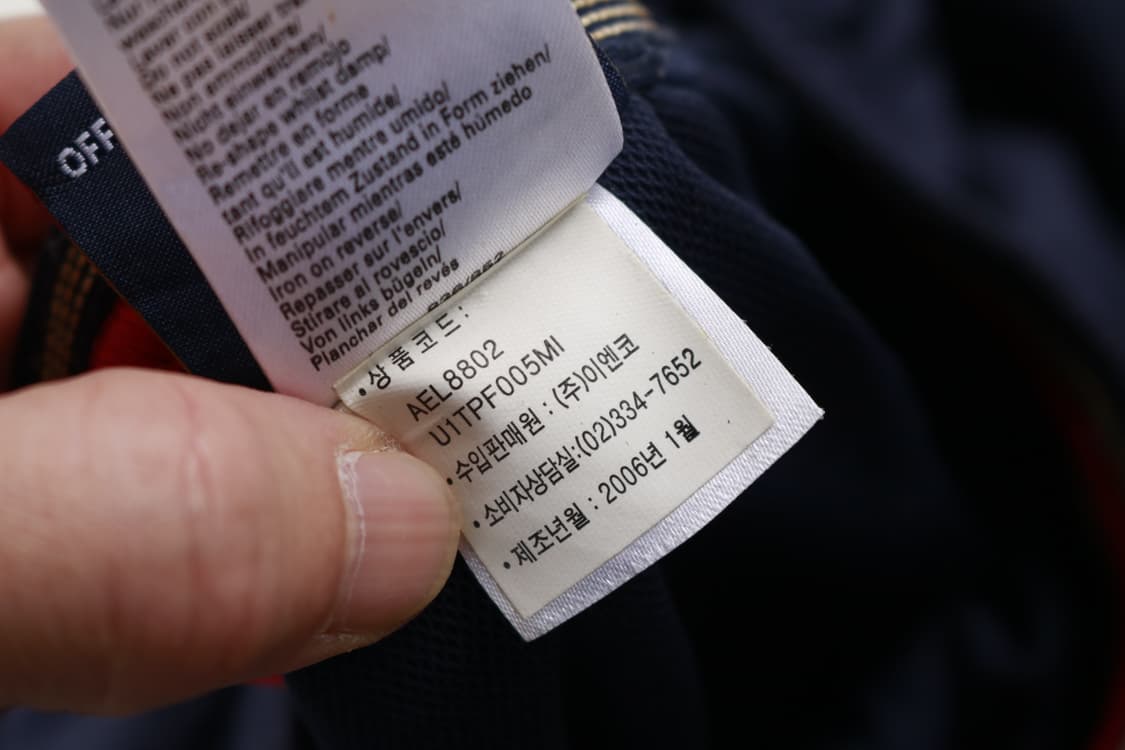 OFF
Non ammollare/
Nicht einweichen/
No dejar en remojo
Re-shape whilst damp/
Remettre en forme
tant qu'il est humide/
Rifoggiare mentre umido/
In feuchtem Zustand in Form ziehen/
Manipular mientras esté húmedo
Iron on reverse/
Repasser sur l'envers/
Stirare al rovescio/
Von links bügeln/
Planchar del revés
•상품코드:
AEL8802
U1TPF005MI
•수입판매원:(주)이엔코
•소비자상담실:(02)334-7652
•제조년월:2006년 1월